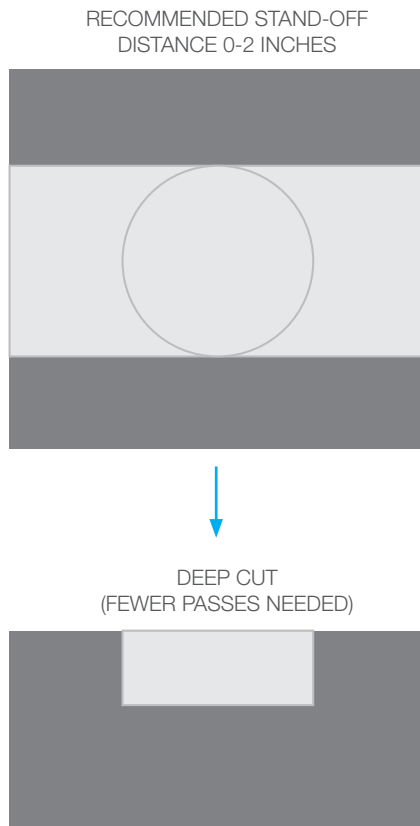 RECOMMENDED STAND-OFF
DISTANCE 0-2 INCHES
DEEP CUT
(FEWER PASSES NEEDED)